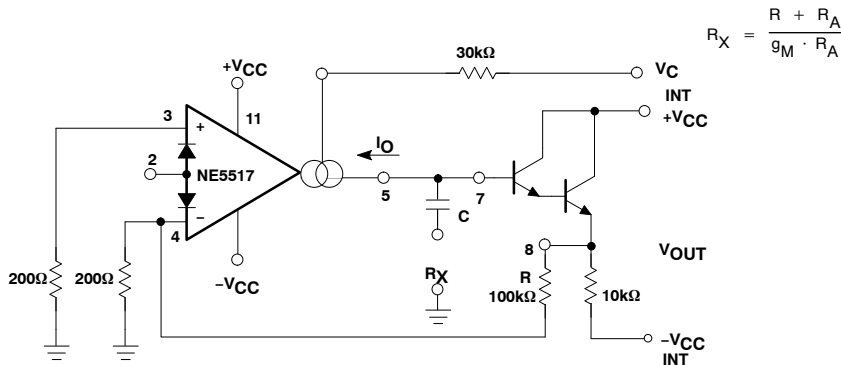 R + R_A
R_X = ─────
g_M · R_A
30kΩ
V_C
+V_CC
INT
+V_CC
3
+
11
2
NE5517
I_O
5
7
C
−
4
−V_CC
8
V_OUT
200Ω
200Ω
R_X
R
100kΩ
10kΩ
−V_CC
INT